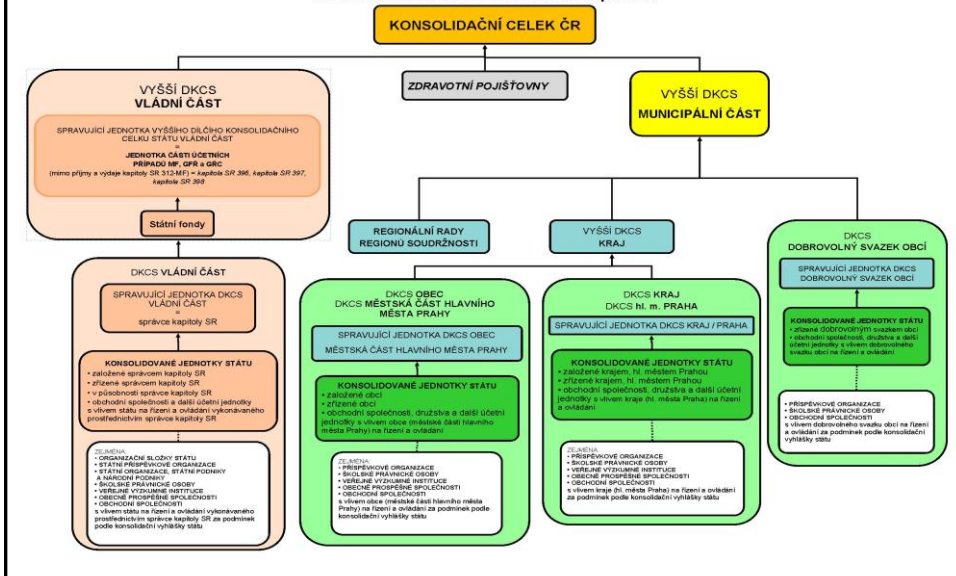 KONSOLIDAČNÍ CELEK ČR
VYŠŠÍ DKCS
VLÁDNÍ ČÁST
SPRAVUJÍCÍ JEDNOTKA VYŠŠÍHO DÍLČÍHO KONSOLIDAČNÍHO
CELKU STÁTU VLÁDNÍ ČÁST
=
JEDNOTKA ČÁSTI ÚČETNÍCH
PŘÍPADŮ MF, GFŘ a GŘC
(mimo příjmy a výdaje kapitoly SR 312-MF) = kapitola SR 396, kapitola SR 397,
kapitola SR 398
Státní fondy
ZDRAVOTNÍ POJIŠŤOVNY
VYŠŠÍ DKCS
MUNICIPÁLNÍ ČÁST
REGIONÁLNÍ RADY
REGIONŮ SOUDRŽNOSTI
VYŠŠÍ DKCS
KRAJ
DKCS VLÁDNÍ ČÁST
SPRAVUJÍCÍ JEDNOTKA DKCS
VLÁDNÍ ČÁST
=
správce kapitoly SR
KONSOLIDOVANÉ JEDNOTKY STÁTU
• založené správcem kapitoly SR
• zřízené správcem kapitoly SR
• v působnosti správce kapitoly SR
• obchodní společnosti a další účetní jednotky
s vlivem státu na řízení a ovládání vykonávaného
prostřednictvím správce kapitoly SR
ZEJMÉNA:
• ORGANIZAČNÍ SLOŽKY STÁTU
• STÁTNÍ PŘÍSPĚVKOVÉ ORGANIZACE
• STÁTNÍ ORGANIZACE, STÁTNÍ PODNIKY
A NÁRODNÍ PODNIKY
• ŠKOLSKÉ PRÁVNICKÉ OSOBY
• VEŘEJNÉ VÝZKUMNÉ INSTITUCE
• OBECNĚ PROSPĚŠNÉ SPOLEČNOSTI
• OBCHODNÍ SPOLEČNOSTI
s vlivem státu na řízení a ovládání vykonávaného
prostřednictvím správce kapitoly SR za podmínek
podle konsolidační vyhlášky státu
DKCS OBEC
DKCS MĚSTSKÁ ČÁST HLAVNÍHO
MĚSTA PRAHY
SPRAVUJÍCÍ JEDNOTKA DKCS OBEC
MĚSTSKÁ ČÁST HLAVNÍHO MĚSTA PRAHY
KONSOLIDOVANÉ JEDNOTKY STÁTU
• založené obcí
• zřízené obcí
• obchodní společnosti, družstva a další účetní
jednotky s vlivem obce (městské části hlavního
města Prahy) na řízení a ovládání
ZEJMÉNA:
• PŘÍSPĚVKOVÉ ORGANIZACE
• ŠKOLSKÉ PRÁVNICKÉ OSOBY
• VEŘEJNÉ VÝZKUMNÉ INSTITUCE
• OBECNĚ PROSPĚŠNÉ SPOLEČNOSTI
• OBCHODNÍ SPOLEČNOSTI
s vlivem obce (městské části hlavního města
Prahy) na řízení a ovládání za podmínek podle
konsolidační vyhlášky státu
DKCS KRAJ
DKCS hl. m. PRAHA
SPRAVUJÍCÍ JEDNOTKA DKCS KRAJ / PRAHA
KONSOLIDOVANÉ JEDNOTKY STÁTU
• založené krajem, hl. městem Prahou
• zřízené krajem, hl. městem Prahou
• obchodní společnosti, družstva a další účetní
jednotky s vlivem kraje (hl. města Prahy) na řízení
a ovládání
ZEJMÉNA:
• PŘÍSPĚVKOVÉ ORGANIZACE
• ŠKOLSKÉ PRÁVNICKÉ OSOBY
• VEŘEJNÉ VÝZKUMNÉ INSTITUCE
• OBECNĚ PROSPĚŠNÉ SPOLEČNOSTI
• OBCHODNÍ SPOLEČNOSTI
s vlivem kraje (hl. města Praha) na řízení a ovládání
za podmínek podle konsolidační vyhlášky státu
DKCS
DOBROVOLNÝ SVAZEK OBCÍ
SPRAVUJÍCÍ JEDNOTKA DKCS
DOBROVOLNÝ SVAZEK OBCÍ
KONSOLIDOVANÉ JEDNOTKY STÁTU
• zřízené dobrovolným svazkem obcí
• obchodní společnosti, družstva a další
účetní jednotky s vlivem dobrovolného
svazku obcí na řízení a ovládání
• PŘÍSPĚVKOVÉ ORGANIZACE
• ŠKOLSKÉ PRÁVNICKÉ OSOBY
• OBCHODNÍ SPOLEČNOSTI
s vlivem dobrovolného svazku obcí na řízení
a ovládání za podmínek podle konsolidační
vyhlášky státu